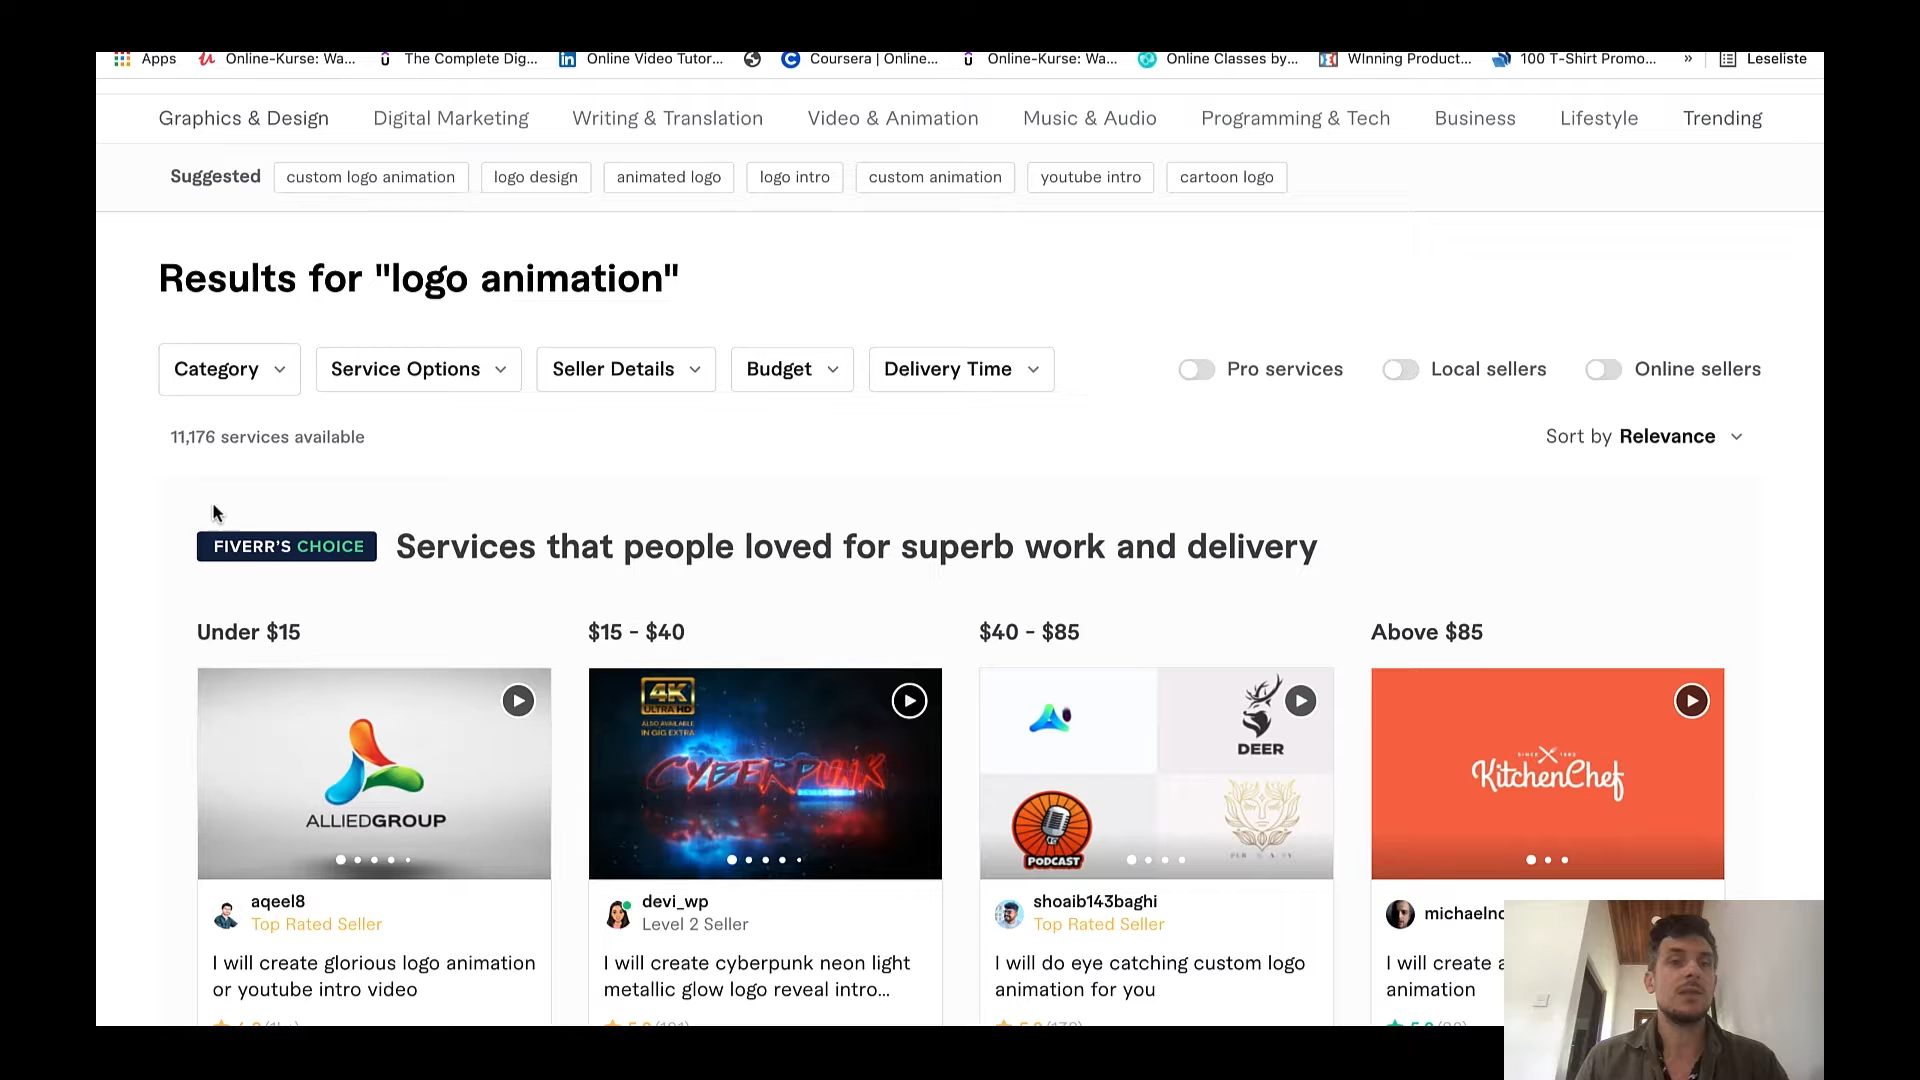 Apps Online-Kurse: Wa... The Complete Dig... Online Video Tutor... Coursera | Online... Online-Kurse: Wa... Online Classes by... WInning Product... 100 T-Shirt Promo... » Leseliste
Graphics & Design Digital Marketing Writing & Translation Video & Animation Music & Audio Programming & Tech Business Lifestyle Trending
Suggested custom logo animation logo design animated logo logo intro custom animation youtube intro cartoon logo
Results for "logo animation"
Category Service Options Seller Details Budget Delivery Time Pro services Local sellers Online sellers
11,176 services available Sort by Relevance
FIVERR'S CHOICE Services that people loved for superb work and delivery
Under $15 $15 - $40 $40 - $85 Above $85
ALLIEDGROUP
4K
ULTRA HD
ALSO AVAILABLE
IN GIG EXTRA
CYBERPUNK
DEER
PODCAST
KitchenChef
aqeel8 devi_wp shoaib143baghi
Top Rated Seller Level 2 Seller Top Rated Seller
I will create glorious logo animation I will create cyberpunk neon light I will do eye catching custom logo I will create
or youtube intro video metallic glow logo reveal intro... animation for you animation